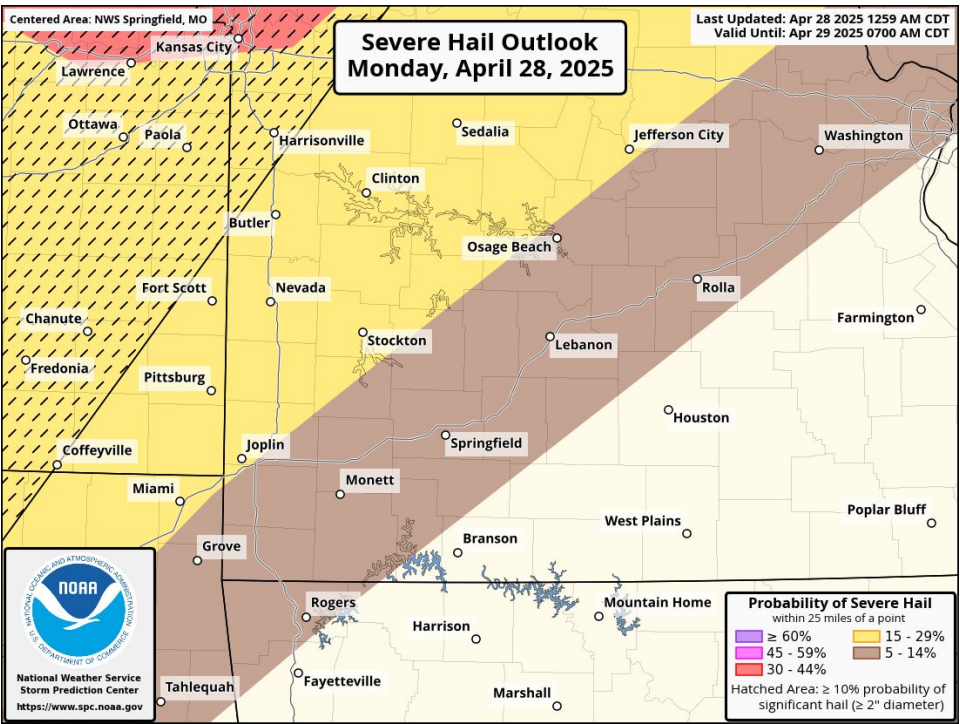 Centered Area: NWS Springfield, MO
Last Updated: Apr 28 2025 1259 AM CDT
Valid Until: Apr 29 2025 0700 AM CDT
Severe Hail Outlook
Monday, April 28, 2025
Kansas City
Lawrence
Ottawa
Paola
Harrisonville
Sedalia
Jefferson City
Washington
Clinton
Butler
Osage Beach
Fort Scott
Nevada
Rolla
Chanute
Farmington
Stockton
Lebanon
Fredonia
Pittsburg
Houston
Joplin
Springfield
Coffeyville
Miami
Monett
Poplar Bluff
West Plains
Grove
Branson
Rogers
Mountain Home
Harrison
Tahlequah
Fayetteville
Marshall
NATIONAL OCEANIC AND ATMOSPHERIC ADMINISTRATION
NOAA
U.S. DEPARTMENT OF COMMERCE
National Weather Service
Storm Prediction Center
https://www.spc.noaa.gov
Probability of Severe Hail
within 25 miles of a point
≥ 60%
15 - 29%
45 - 59%
5 - 14%
30 - 44%
Hatched Area: ≥ 10% probability of
significant hail (≥ 2" diameter)